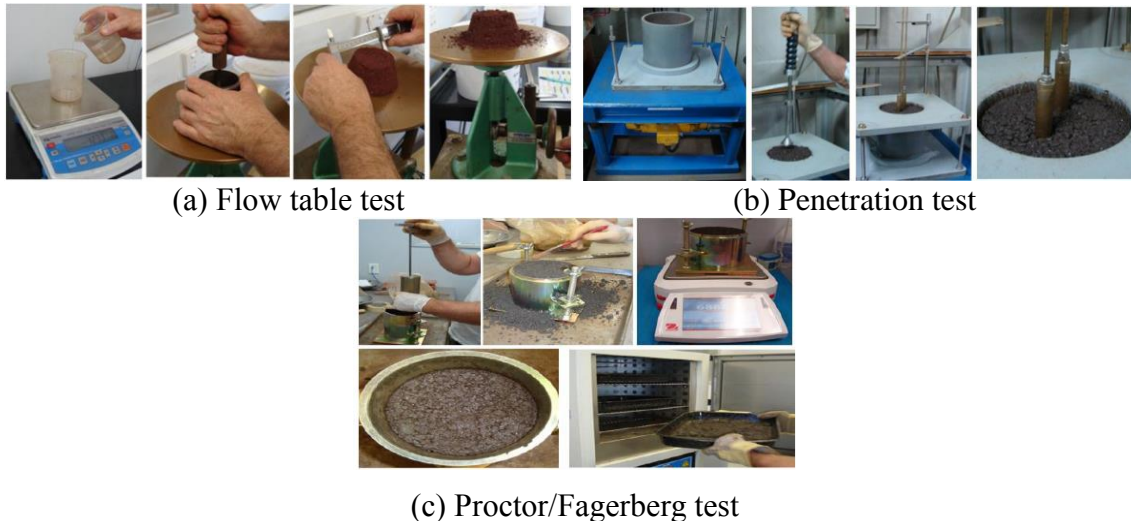 (a) Flow table test
(b) Penetration test
(c) Proctor/Fagerberg test